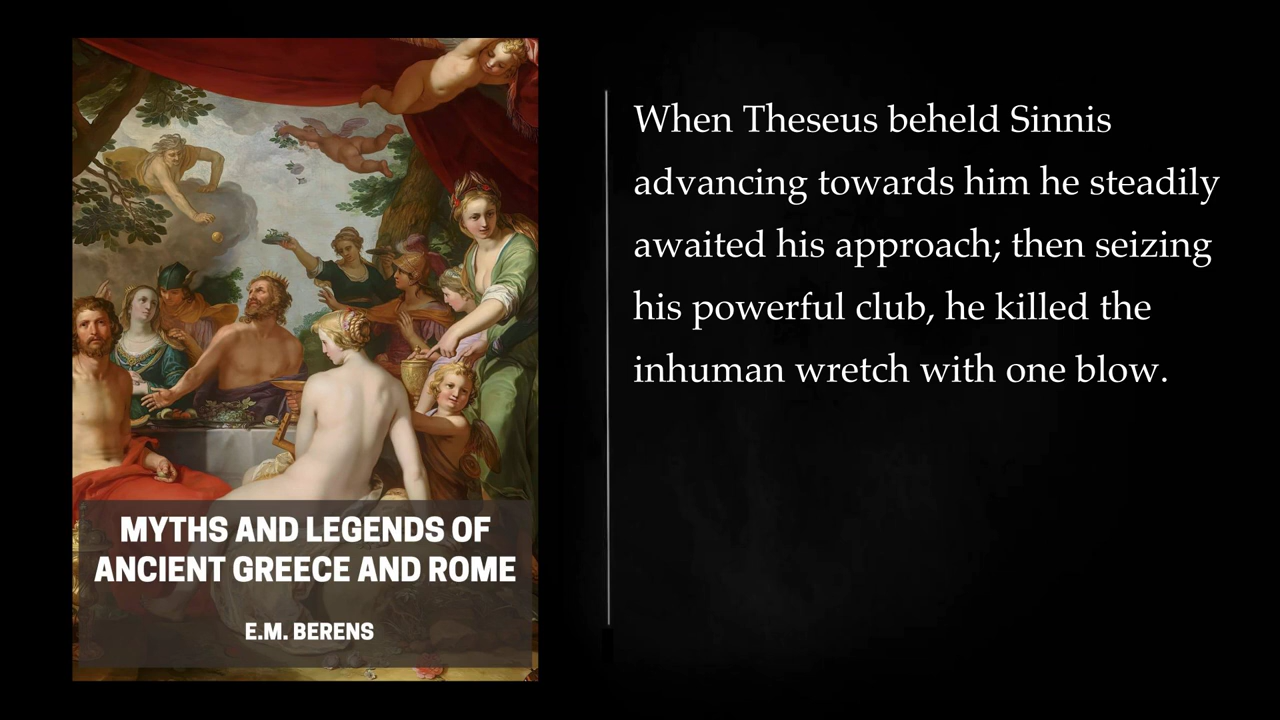 MYTHS AND LEGENDS OF
ANCIENT GREECE AND ROME
E.M. BERENS
When Theseus beheld Sinnis
advancing towards him he steadily
awaited his approach; then seizing
his powerful club, he killed the
inhuman wretch with one blow.